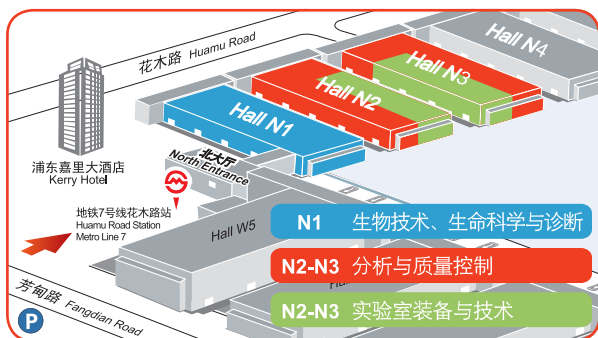 花木路 Huamu Road
Hall N4
Hall N3
Hall N2
Hall N1
浦东嘉里大酒店
Kerry Hotel
北大厅
North Entrance
地铁7号线花木路站
Huamu Road Station
Metro Line 7
Hall W5
N1 生物技术、生命科学与诊断
N2-N3 分析与质量控制
N2-N3 实验室装备与技术
芳甸路 Fangdian Road
P